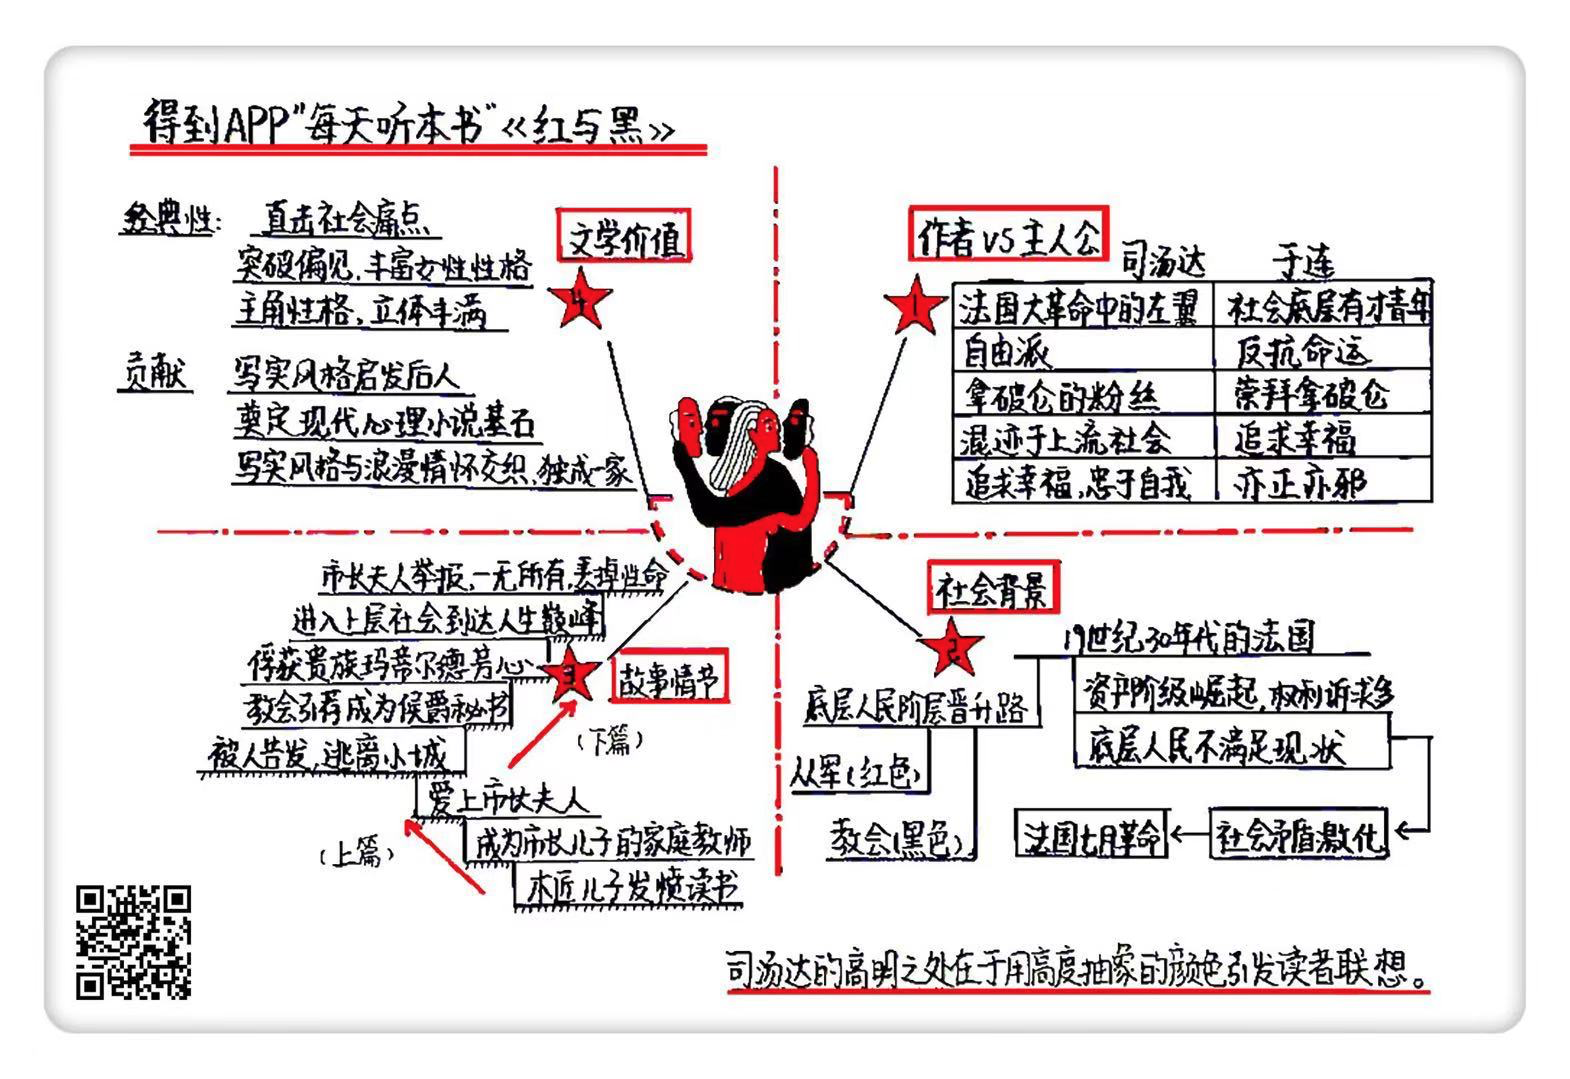 得到APP"每天听本书"《红与黑》
文学价值
4
经典性：直击社会痛点
突破偏见，丰富女性性格
主角性格，立体丰满
贡献 写实风格启发后人
奠定现代心理小说基石
写实风格与浪漫情怀交织，独成一家
作者VS主人公
1
司汤达 于连
法国大革命中的左翼 社会底层有才青年
自由派 反抗命运
拿破仑的粉丝 崇拜拿破仑
混迹于上流社会 追求幸福
追求幸福，忠于自我 亦正亦邪
社会背景
2
19世纪30年代的法国
资产阶级崛起，权利诉求多
底层人民不满足现状
社会矛盾激化
法国七月革命
底层人民阶层晋升路
从军（红色）
教会（黑色）
故事情节
3
（下篇）
市长夫人举报，一无所有，丢掉性命
进入上层社会到达人生巅峰
俘获贵族玛蒂尔德芳心
教会引荐成为侯爵秘书
被人告发，逃离小城
爱上市长夫人
（上篇）
成为市长儿子的家庭教师
木匠儿子发愤读书
司汤达的高明之处在于用高度抽象的颜色引发读者联想。